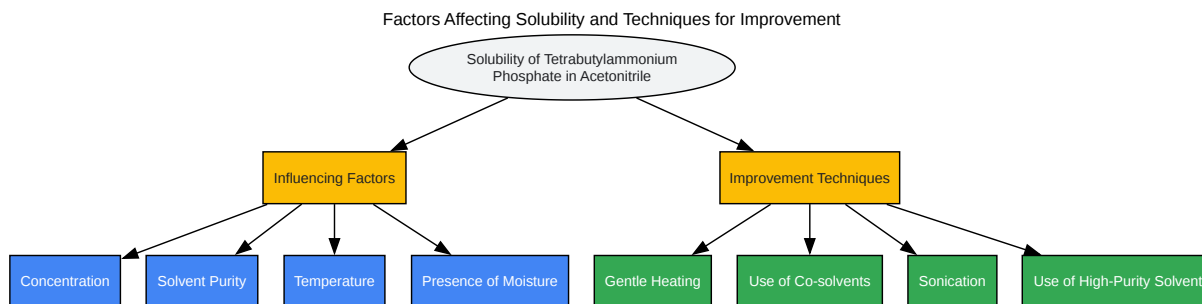 Factors Affecting Solubility and Techniques for Improvement
Solubility of Tetrabutylammonium
Phosphate in Acetonitrile
Influencing Factors
Improvement Techniques
Concentration
Solvent Purity
Temperature
Presence of Moisture
Gentle Heating
Use of Co-solvents
Sonication
Use of High-Purity Solvent